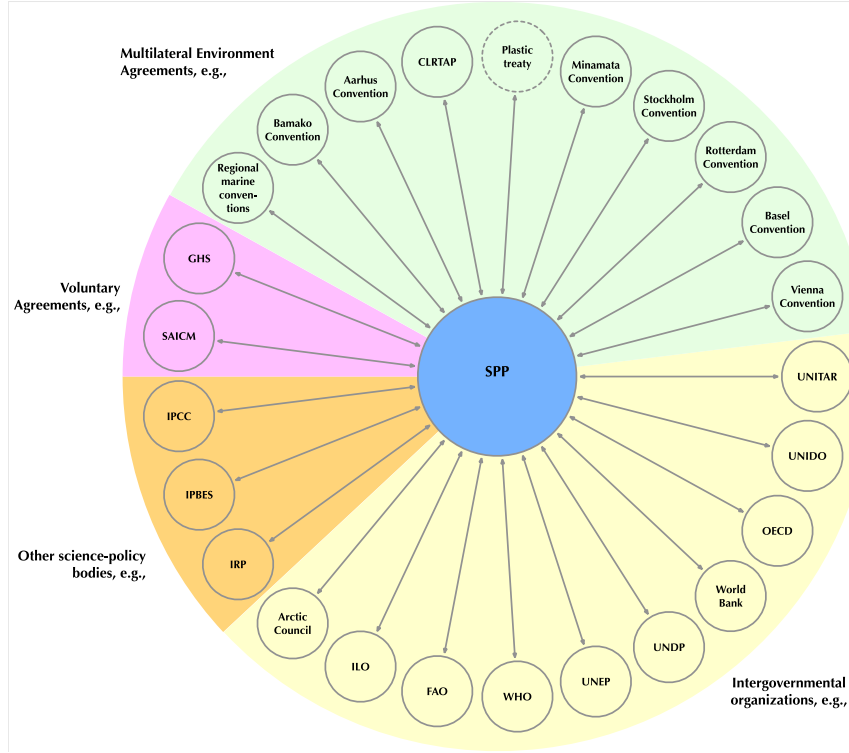 Multilateral Environment
Agreements, e.g.,
CLRTAP
Plastic
treaty
Minamata
Convention
Aarhus
Convention
Stockholm
Convention
Bamako
Convention
Rotterdam
Convention
Regional
marine
conven-
tions
Basel
Convention
Vienna
Convention
Voluntary
Agreements, e.g.,
GHS
SAICM
SPP
UNITAR
IPCC
UNIDO
IPBES
OECD
Other science-policy
bodies, e.g.,
IRP
World
Bank
Arctic
Council
UNDP
ILO
FAO
WHO
UNEP
Intergovernmental
organizations, e.g.,